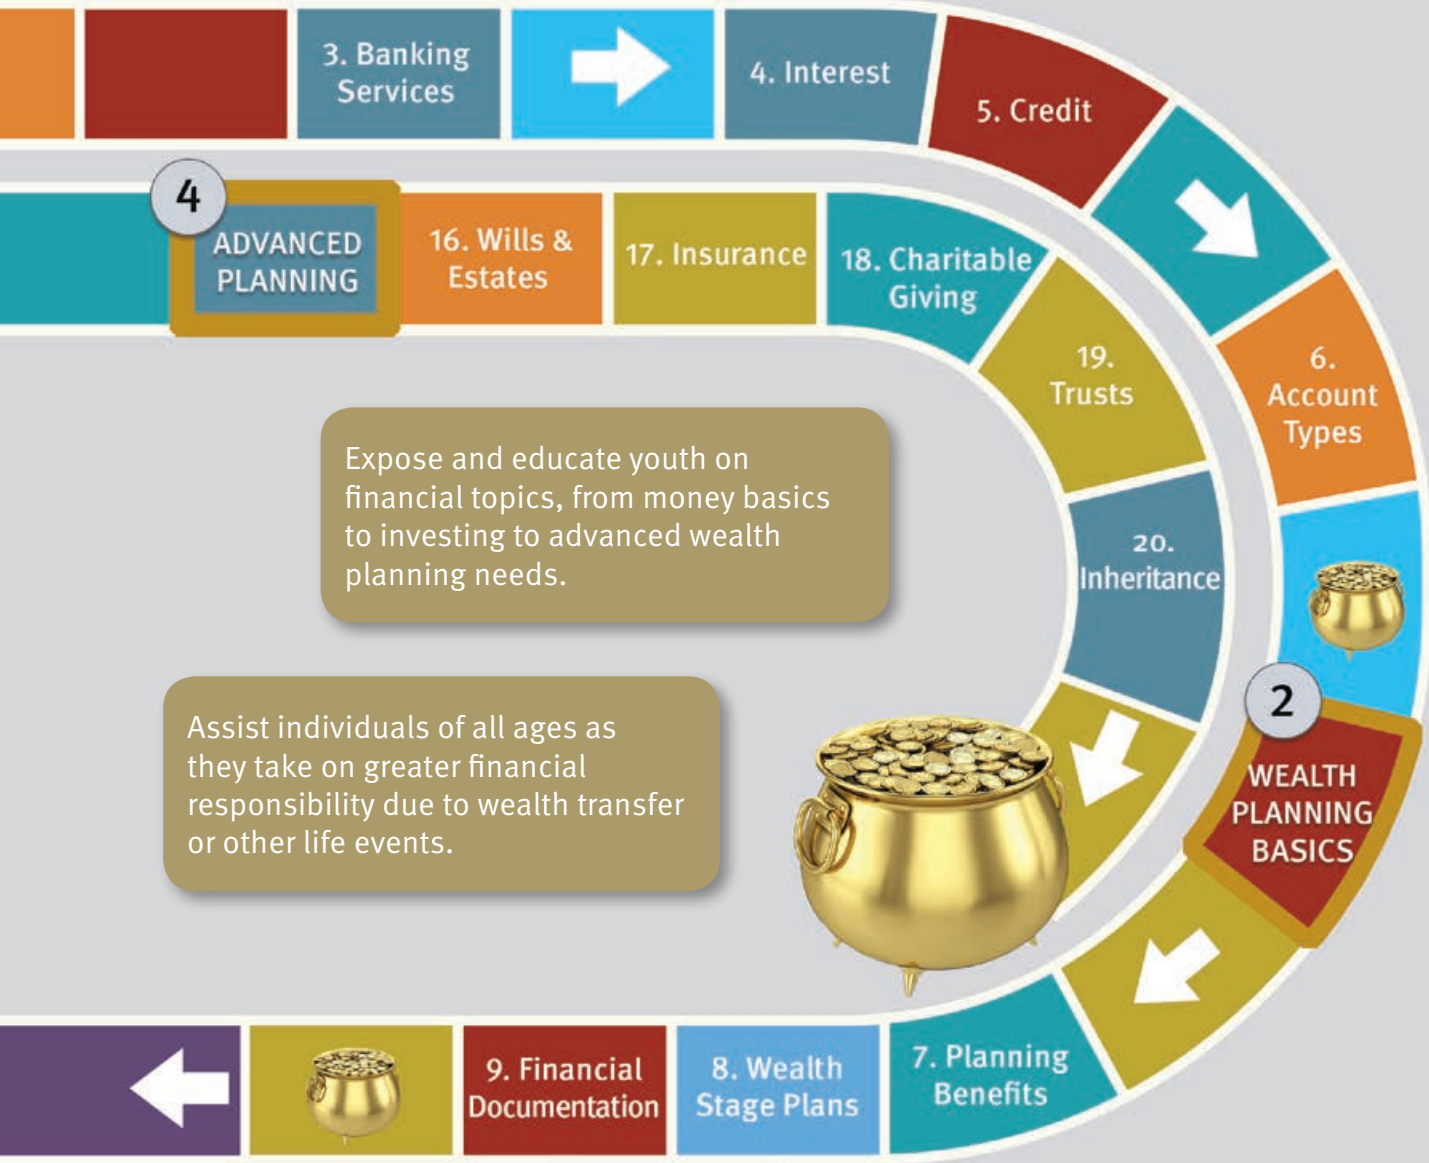 3. Banking
Services
4. Interest
5. Credit
6.
Account
Types
2
WEALTH
PLANNING
BASICS
7. Planning
Benefits
8. Wealth
Stage Plans
9. Financial
Documentation
4
ADVANCED
PLANNING
16. Wills &
Estates
17. Insurance
18. Charitable
Giving
19.
Trusts
20.
Inheritance
Expose and educate youth on
financial topics, from money basics
to investing to advanced wealth
planning needs.
Assist individuals of all ages as
they take on greater financial
responsibility due to wealth transfer
or other life events.